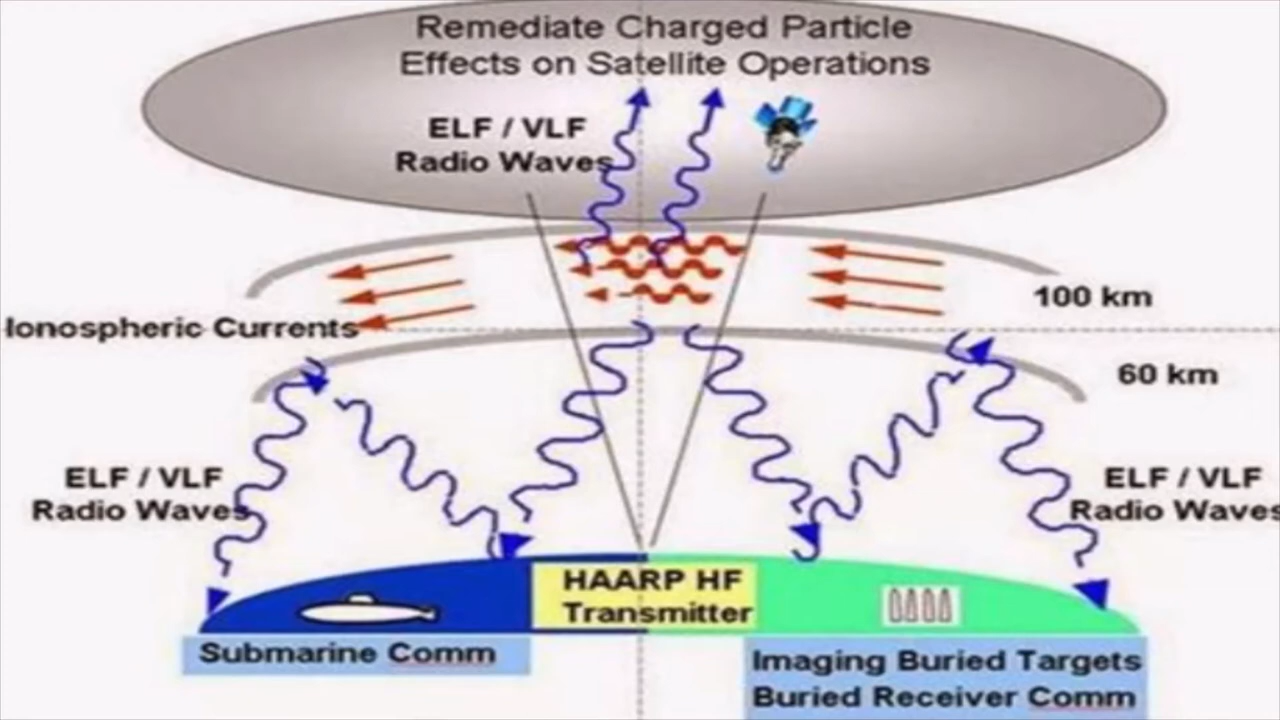 Remediate Charged Particle
Effects on Satellite Operations
ELF / VLF
Radio Waves
100 km
Ionospheric Currents
60 km
ELF / VLF
Radio Waves
ELF / VLF
Radio Waves
HAARP HF
Transmitter
Submarine Comm
Imaging Buried Targets
Buried Receiver Comm